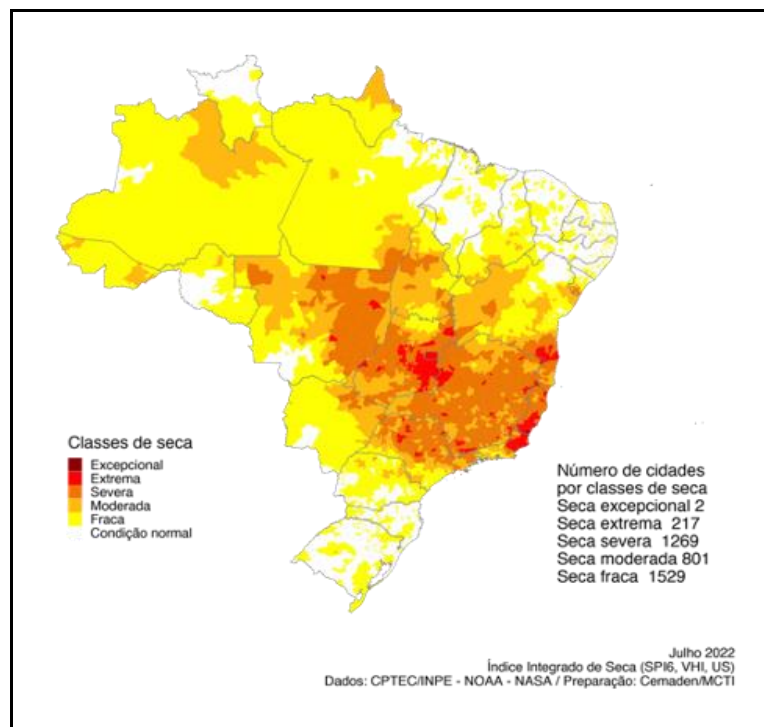 Classes de seca
Excepcional
Extrema
Severa
Moderada
Fraca
Condição normal
Número de cidades
por classes de seca
Seca excepcional 2
Seca extrema 217
Seca severa 1269
Seca moderada 801
Seca fraca 1529
Julho 2022
Índice Integrado de Seca (SPI6, VHI, US)
Dados: CPTEC/INPE - NOAA - NASA / Preparação: Cemaden/MCTI